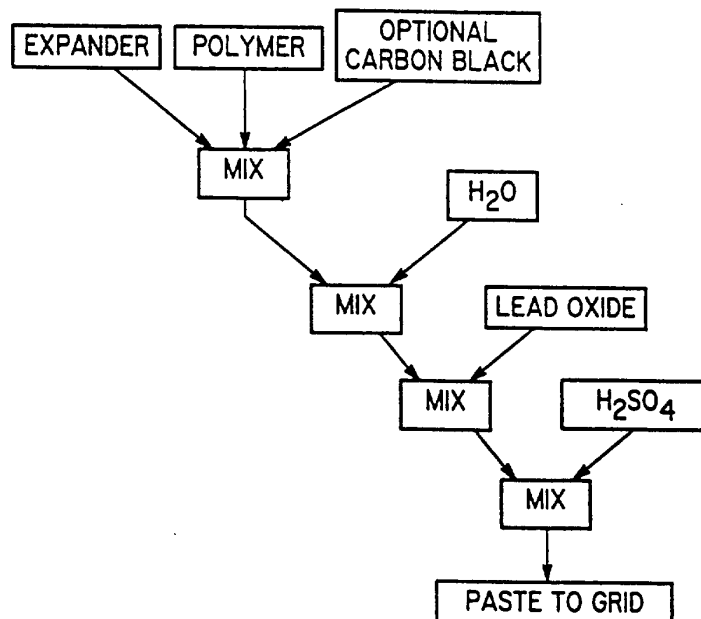 EXPANDER
POLYMER
OPTIONAL
CARBON BLACK
MIX
H₂O
MIX
LEAD OXIDE
MIX
H₂SO₄
MIX
PASTE TO GRID